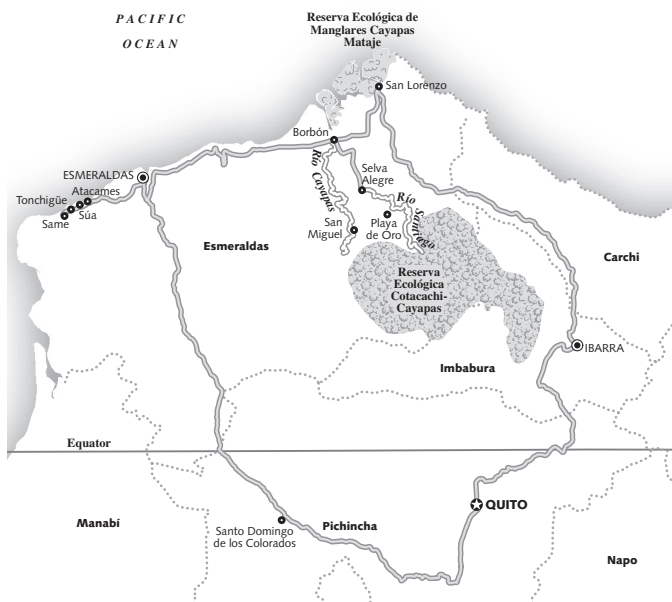 PACIFIC
OCEAN
Reserva Ecológica de
Manglares Cayapas
Mataje
San Lorenzo
Borbón
ESMERALDAS
Atacames
Tonchigüe
Súa
Same
Río Cayapas
Selva
Alegre
Río Santiago
Playa
de Oro
San
Miguel
Esmeraldas
Reserva
Ecológica
Cotacachi-
Cayapas
Carchi
IBARRA
Imbabura
Equator
QUITO
Manabí
Santo Domingo
de los Colorados
Pichincha
Napo